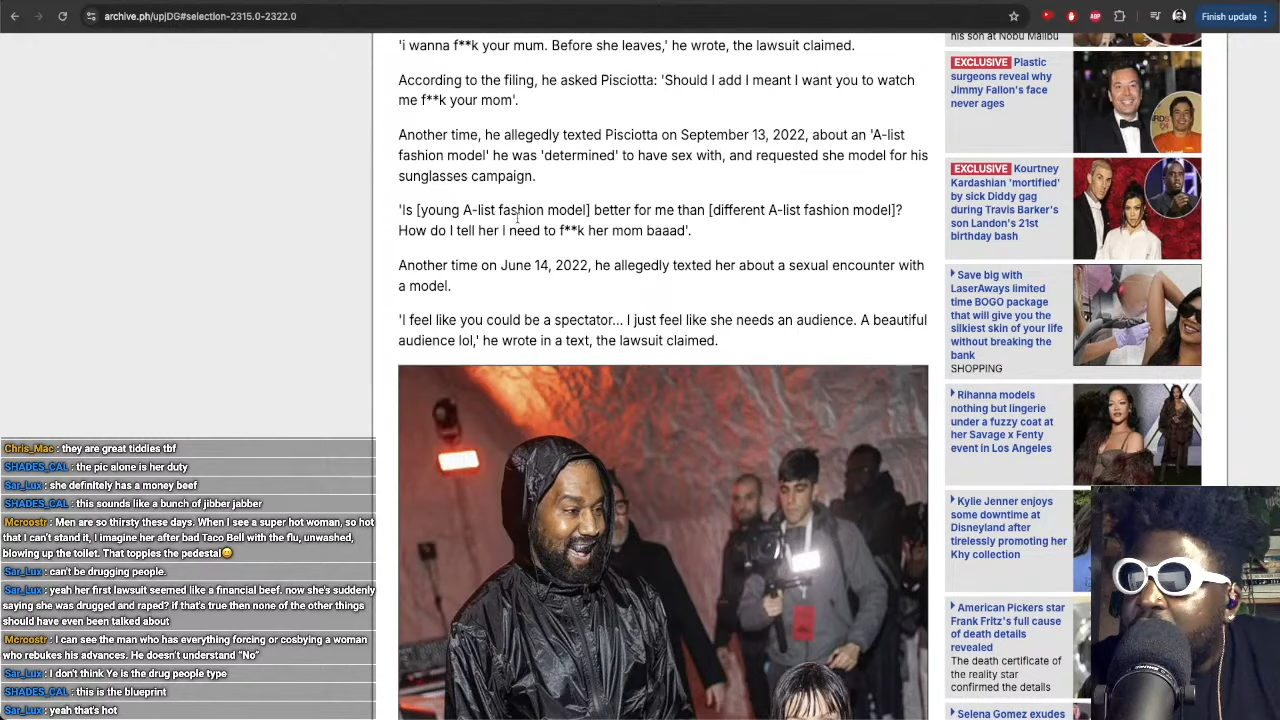 archive.ph/upjDG#selection-2315.0-2322.0
Finish update
'i wanna f**k your mum. Before she leaves,' he wrote, the lawsuit claimed.
According to the filing, he asked Pisciotta: 'Should I add I meant I want you to watch
me f**k your mom'.
Another time, he allegedly texted Pisciotta on September 13, 2022, about an 'A-list
fashion model' he was 'determined' to have sex with, and requested she model for his
sunglasses campaign.
'Is [young A-list fashion model] better for me than [different A-list fashion model]?
How do I tell her I need to f**k her mom baaad'.
Another time on June 14, 2022, he allegedly texted her about a sexual encounter with
a model.
'I feel like you could be a spectator... I just feel like she needs an audience. A beautiful
audience lol,' he wrote in a text, the lawsuit claimed.
his son at Nobu Malibu
EXCLUSIVE Plastic
surgeons reveal why
Jimmy Fallon's face
never ages
EXCLUSIVE Kourtney
Kardashian 'mortified'
by sick Diddy gag
during Travis Barker's
son Landon's 21st
birthday bash
Save big with
LaserAways limited
time BOGO package
that will give you the
silkiest skin of your life
without breaking the
bank
SHOPPING
Rihanna models
nothing but lingerie
under a fuzzy coat at
her Savage x Fenty
event in Los Angeles
Kylie Jenner enjoys
some downtime at
Disneyland after
tirelessly promoting her
Khy collection
American Pickers star
Frank Fritz's full cause
of death details
revealed
The death certificate of
the reality star
confirmed the details
Selena Gomez exudes
Chris_Mac : they are great tiddies tbf
SHADES_CAL : the pic alone is her duty
Sar_Lux : she definitely has a money beef
SHADES_CAL : this sounds like a bunch of jibber jabber
Mcroostr : Men are so thirsty these days. When I see a super hot woman, so hot
that I can't stand it, I imagine her after bad Taco Bell with the flu, unwashed,
blowing up the toilet. That topples the pedestal😀
Sar_Lux : can't be drugging people.
Sar_Lux : yeah her first lawsuit seemed like a financial beef. now she's suddenly
saying she was drugged and raped? if that's true then none of the other things
should have even been talked about
Mcroostr : I can see the man who has everything forcing or cosbying a woman
who rebukes his advances. He doesn't understand "No"
Sar_Lux : I don't think Ye is the drug people type
SHADES_CAL : this is the blueprint
Sar_Lux : yeah that's hot